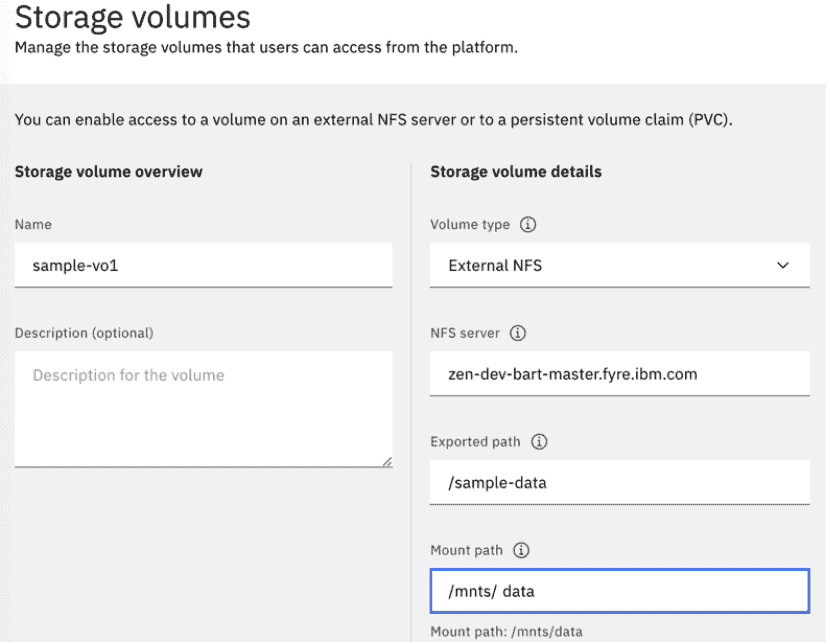 Storage volumes
Manage the storage volumes that users can access from the platform.
You can enable access to a volume on an external NFS server or to a persistent volume claim (PVC).
Storage volume overview
Name
sample-vo1
Description (optional)
Description for the volume
Storage volume details
Volume type
External NFS
NFS server
zen-dev-bart-master.fyre.ibm.com
Exported path
/sample-data
Mount path
/mnts/ data
Mount path: /mnts/data